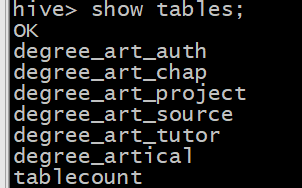 hive> show tables;
OK
degree_art_auth
degree_art_chap
degree_art_project
degree_art_source
degree_art_tutor
degree_artical
tablecount